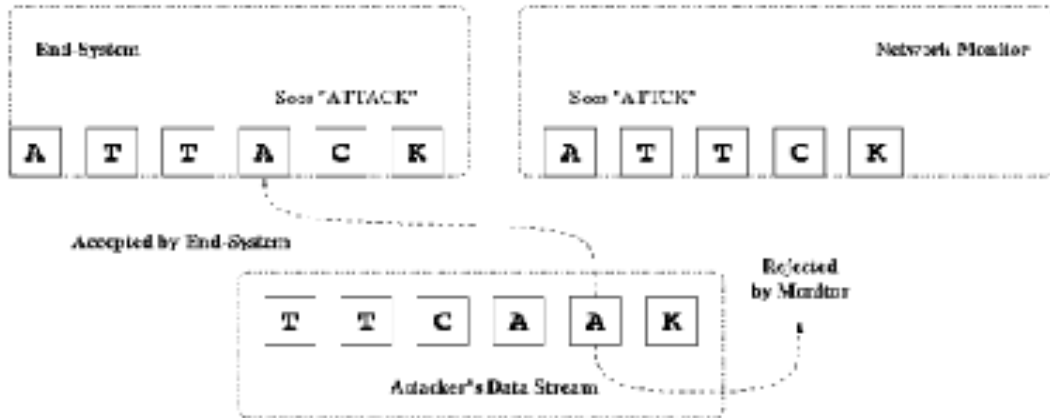 End-System
Network Monitor
Sees "ATTACK"
Sees "ATTCK"
A T T A C K
A T T C K
Accepted by End-System
Rejected
by Monitor
T T C A A K
Attacker's Data Stream